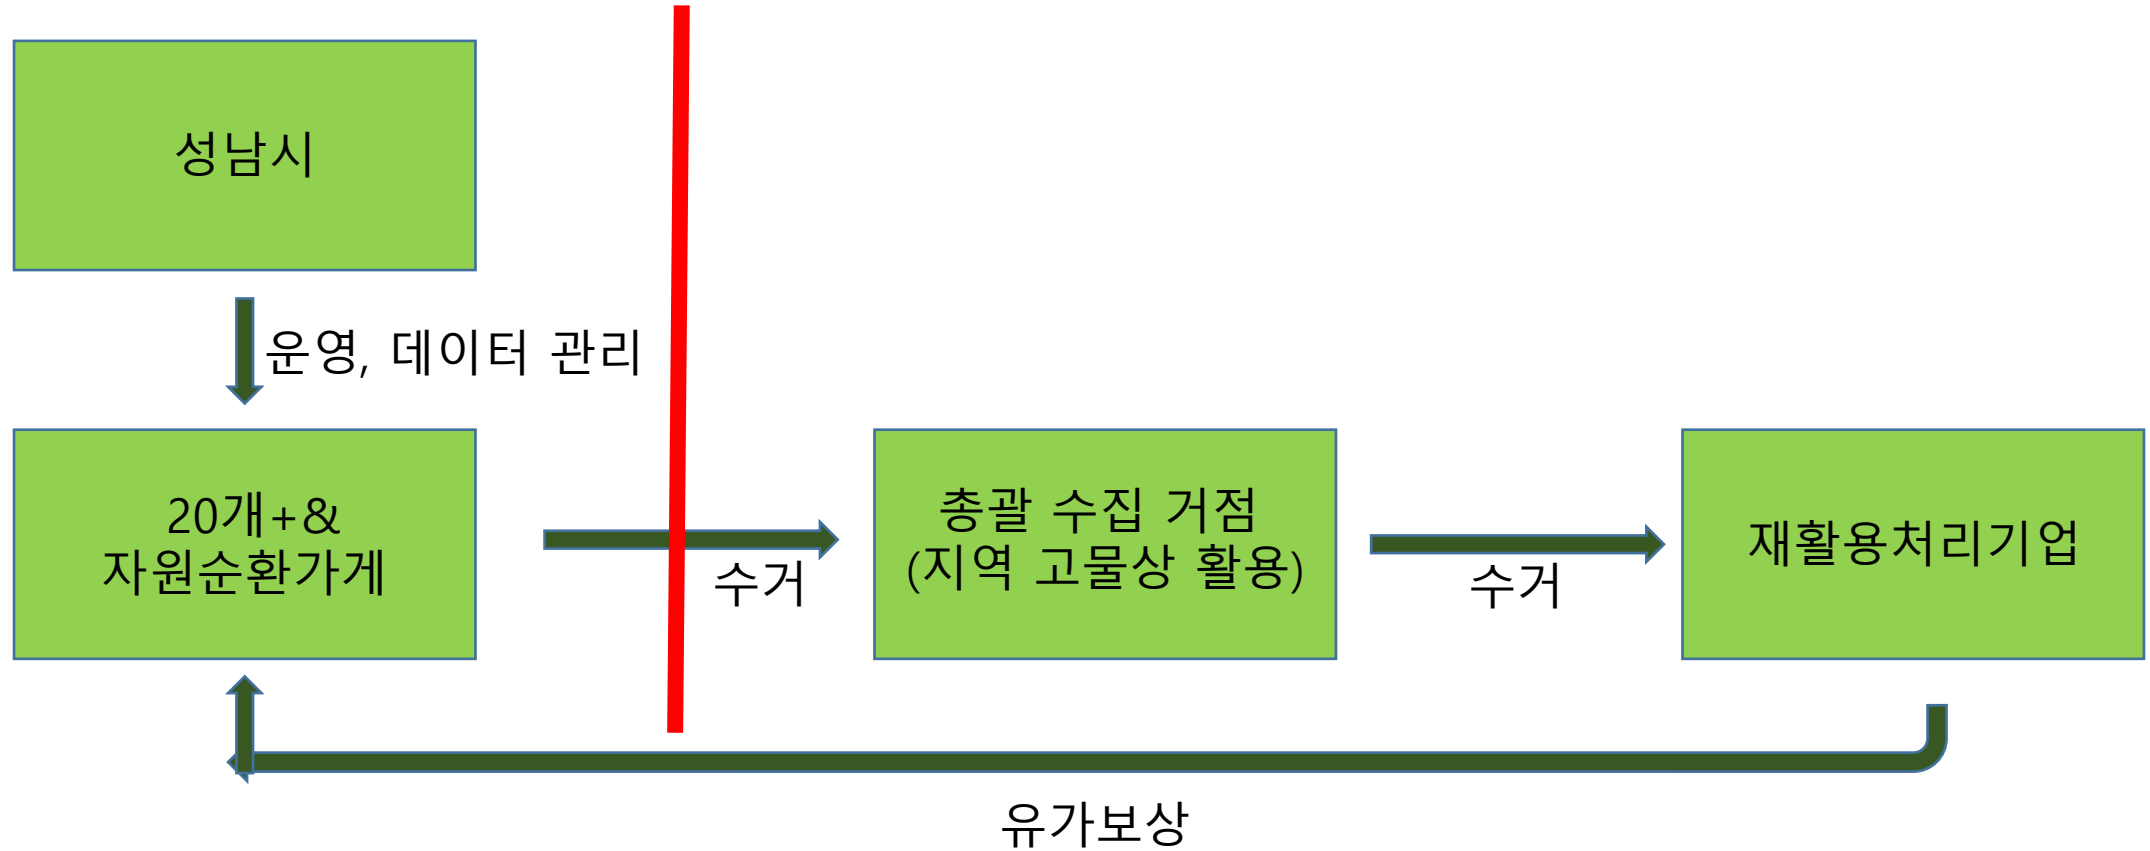 성남시
운영, 데이터 관리
20개+&
자원순환가게
수거
총괄 수집 거점
(지역 고물상 활용)
수거
재활용처리기업
유가보상